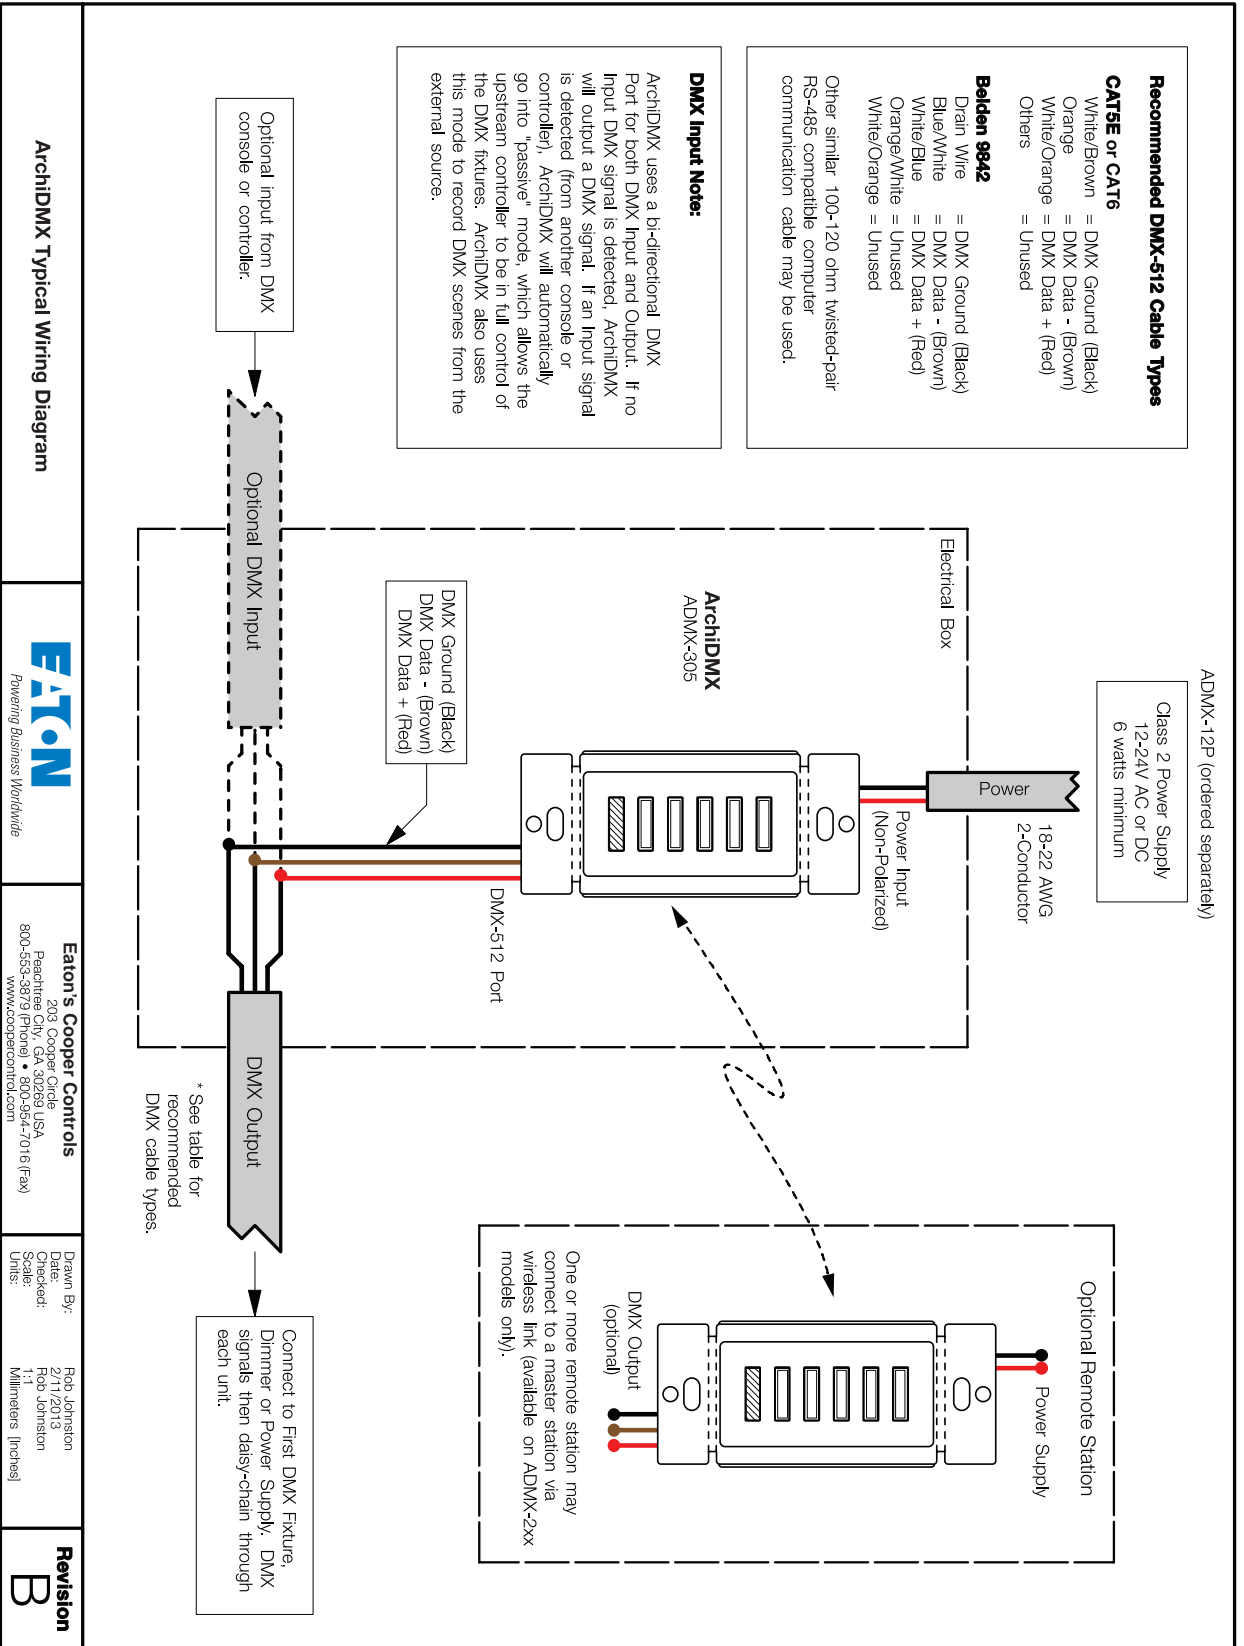 Recommended DMX-512 Cable Types
CAT5E or CAT6
White/Brown = DMX Ground (Black)
Orange = DMX Data - (Brown)
White/Orange = DMX Data + (Red)
Others = Unused
Belden 9842
Drain Wire = DMX Ground (Black)
Blue/White = DMX Data - (Brown)
White/Blue = DMX Data + (Red)
Orange/White = Unused
White/Orange = Unused
Other similar 100-120 ohm twisted-pair
RS-485 compatible computer
communication cable may be used.
DMX Input Note:
ArchiDMX uses a bi-directional DMX
Port for both DMX Input and Output. If no
Input DMX signal is detected, ArchiDMX
will output a DMX signal. If an Input signal
is detected (from another console or
controller), ArchiDMX will automatically
go into "passive" mode, which allows the
upstream controller to be in full control of
the DMX fixtures. ArchiDMX also uses
this mode to record DMX scenes from the
external source.
Optional input from DMX
console or controller.
Optional DMX Input
ADMX-12P (ordered separately)
Class 2 Power Supply
12-24V AC or DC
6 watts minimum
Power
18-22 AWG
2-Conductor
Electrical Box
Power Input
(Non-Polarized)
ArchiDMX
ADMX-305
DMX Ground (Black)
DMX Data - (Brown)
DMX Data + (Red)
DMX-512 Port
DMX Output
* See table for
recommended
DMX cable types.
Optional Remote Station
Power Supply
DMX Output
(optional)
One or more remote station may
connect to a master station via
wireless link (available on ADMX-2xx
models only).
Connect to First DMX Fixture,
Dimmer or Power Supply. DMX
signals then daisy-chain through
each unit.
ArchiDMX Typical Wiring Diagram
EATON
Powering Business Worldwide
Eaton's Cooper Controls
203 Cooper Circle
Peachtree City, GA 30269 USA
800-553-3879 (Phone) • 800-954-7016 (Fax)
www.coopercontrol.com
Drawn By: Rob Johnston
Date: 2/11/2013
Checked: Rob Johnston
Scale: 1:1
Units: Millimeters [Inches]
Revision
B